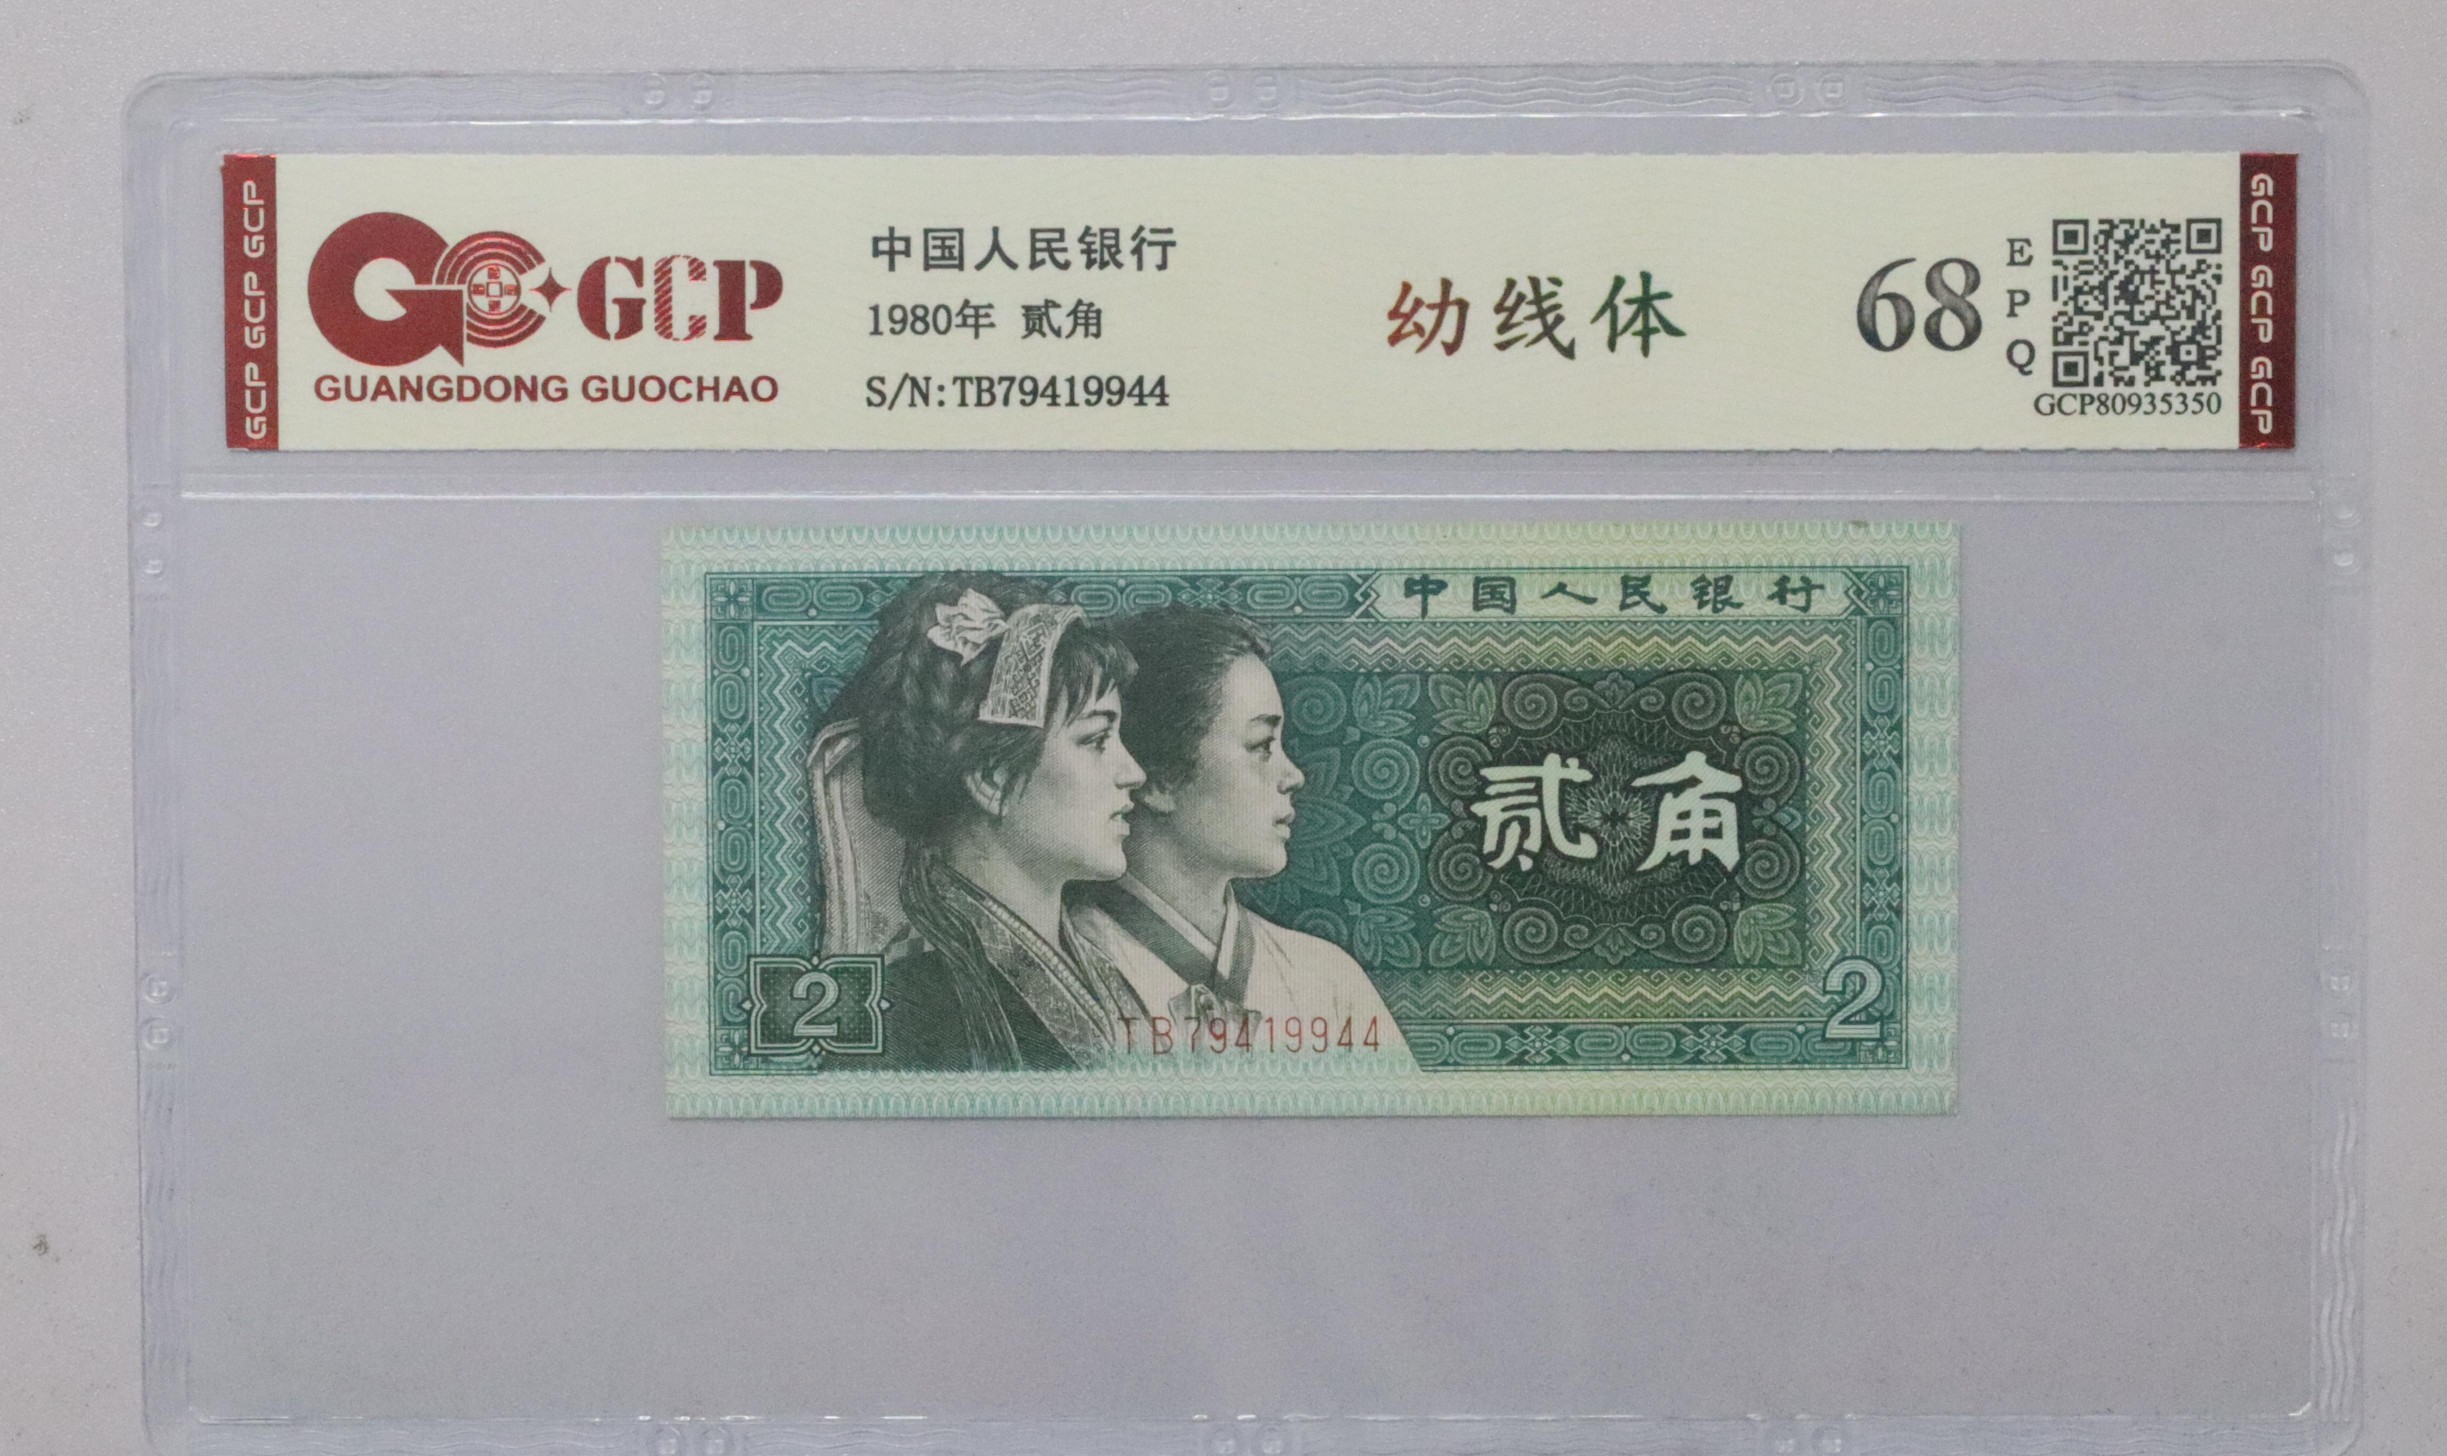 GCP GCP GCP
GCP
GUANGDONG GUOCHAO
中国人民银行
1980年 贰角
S/N:TB79419944
幼线体
68
EPQ
GCP80935350
GCP GCP GCP
中国人民银行
贰角
2
2
TB79419944